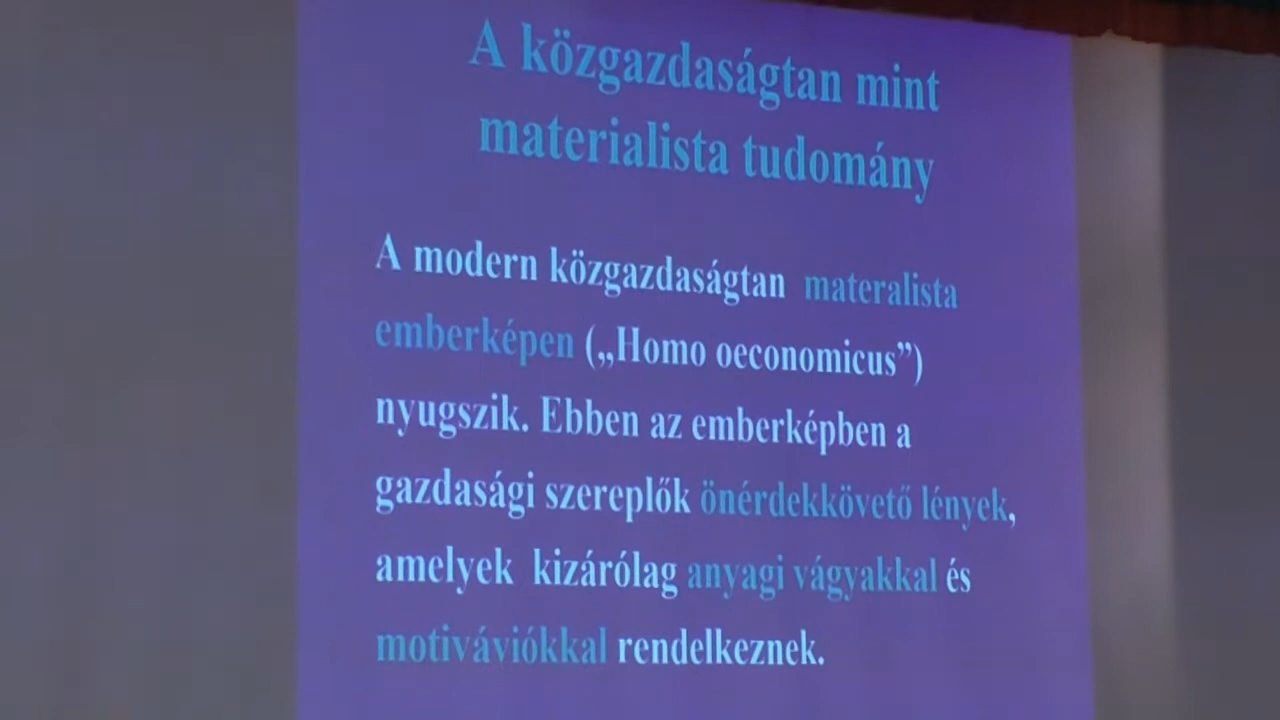 A közgazdaságtan mint
materialista tudomány
A modern közgazdaságtan materalista
emberképen („Homo oeconomicus”)
nyugszik. Ebben az emberképben a
gazdasági szereplők önérdekkövető lények,
amelyek kizárólag anyagi vágyakkal és
motiváviókkal rendelkeznek.